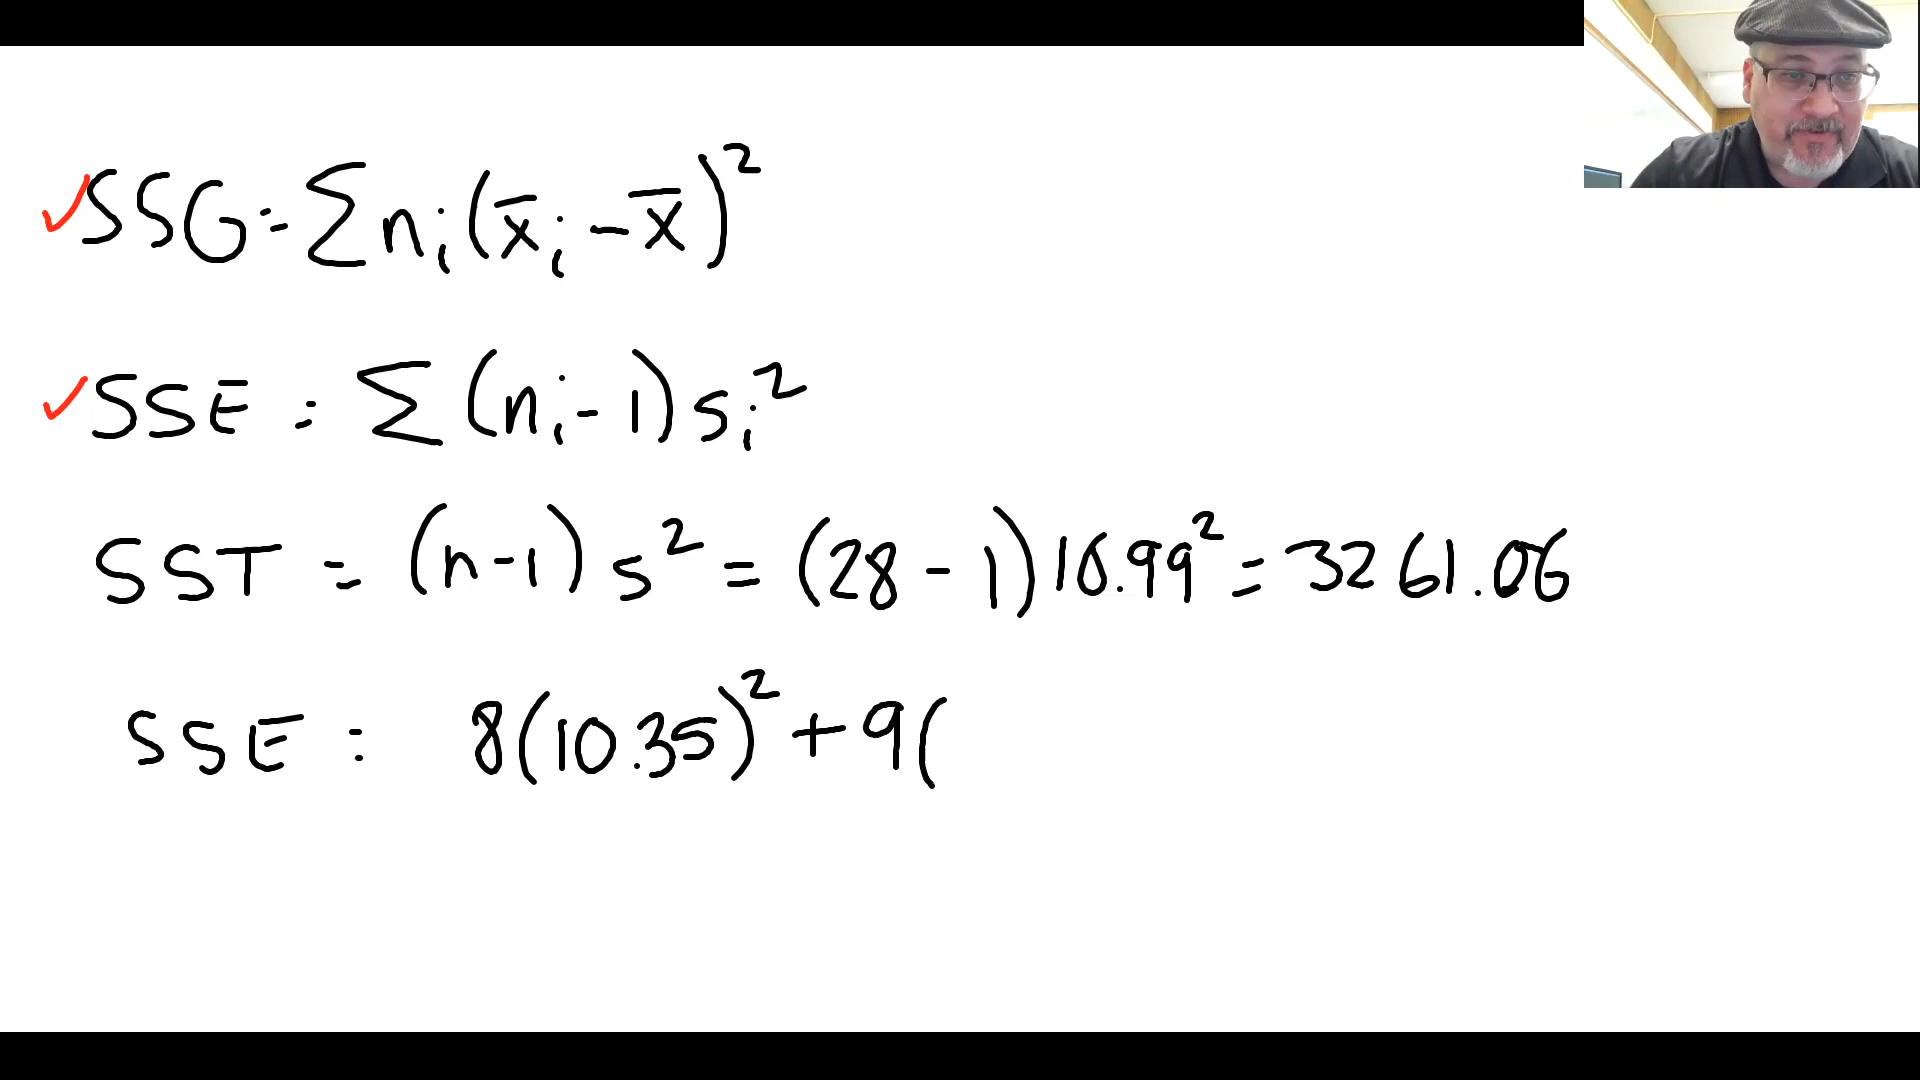 ✓SSG = Σ nᵢ(x̄ᵢ - x̄)²
✓SSE = Σ (nᵢ - 1)sᵢ²
SST = (n-1) s² = (28 - 1)10.99² = 3261.06
SSE = 8(10.35)² + 9(